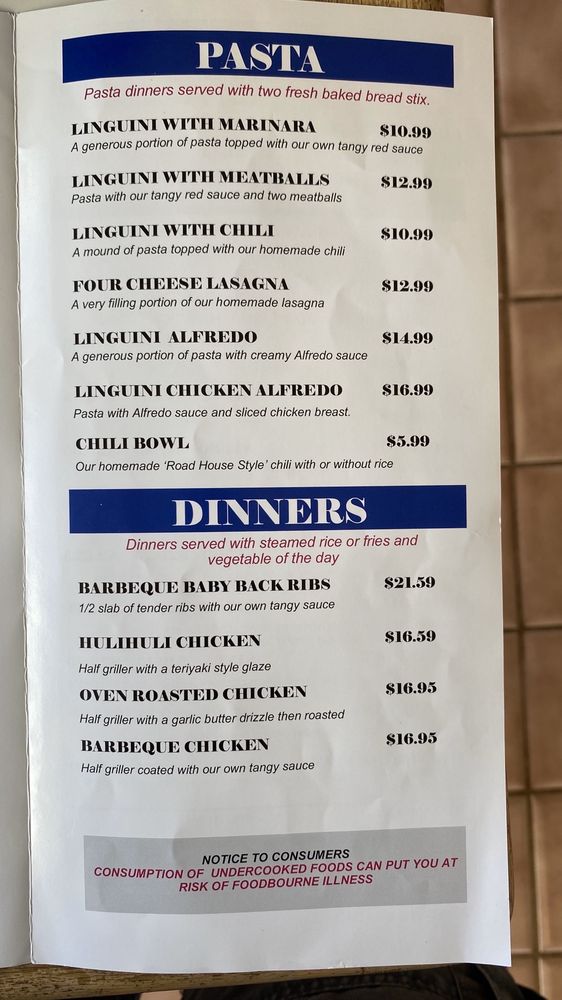 PASTA
Pasta dinners served with two fresh baked bread stix.
LINGUINI WITH MARINARA $10.99
A generous portion of pasta topped with our own tangy red sauce
LINGUINI WITH MEATBALLS $12.99
Pasta with our tangy red sauce and two meatballs
LINGUINI WITH CHILI $10.99
A mound of pasta topped with our homemade chili
FOUR CHEESE LASAGNA $12.99
A very filling portion of our homemade lasagna
LINGUINI ALFREDO $14.99
A generous portion of pasta with creamy Alfredo sauce
LINGUINI CHICKEN ALFREDO $16.99
Pasta with Alfredo sauce and sliced chicken breast.
CHILI BOWL $5.99
Our homemade 'Road House Style' chili with or without rice
DINNERS
Dinners served with steamed rice or fries and
vegetable of the day
BARBEQUE BABY BACK RIBS $21.59
1/2 slab of tender ribs with our own tangy sauce
HULIHULI CHICKEN $16.59
Half griller with a teriyaki style glaze
OVEN ROASTED CHICKEN $16.95
Half griller with a garlic butter drizzle then roasted
BARBEQUE CHICKEN $16.95
Half griller coated with our own tangy sauce
NOTICE TO CONSUMERS
CONSUMPTION OF UNDERCOOKED FOODS CAN PUT YOU AT
RISK OF FOODBOURNE ILLNESS